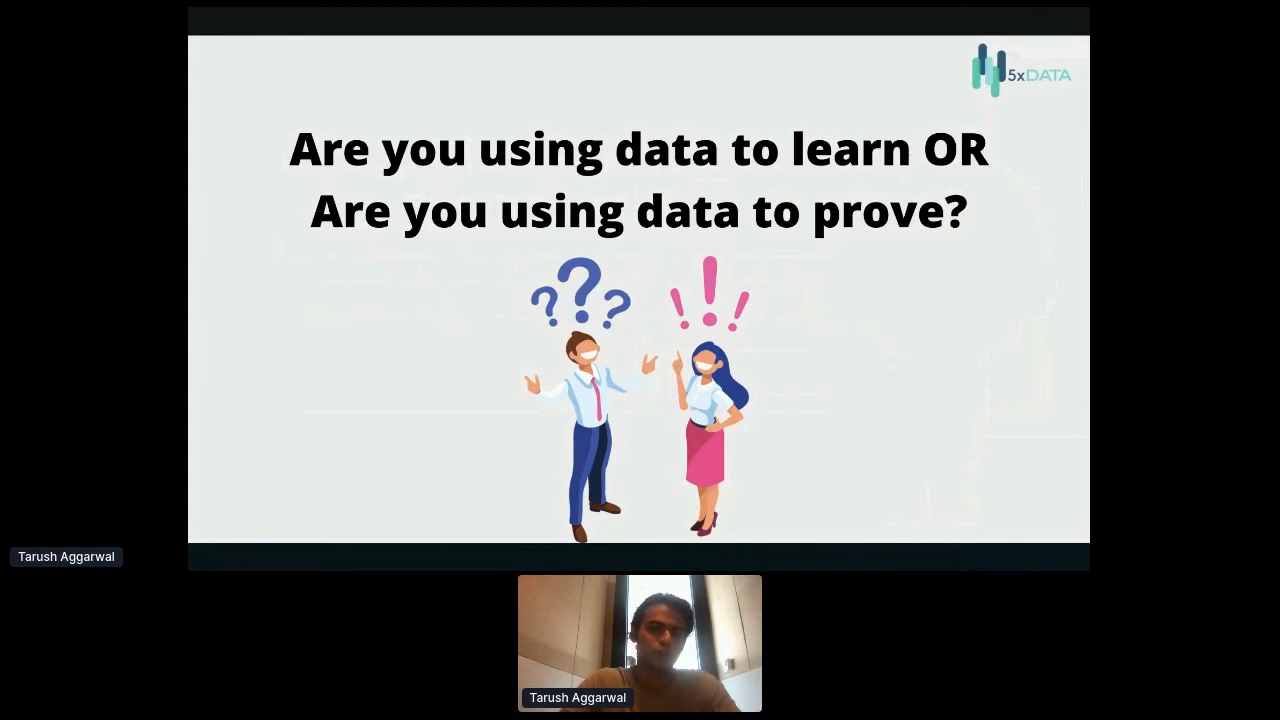 5xDATA
Are you using data to learn OR
Are you using data to prove?
???
!!!
Tarush Aggarwal
Tarush Aggarwal